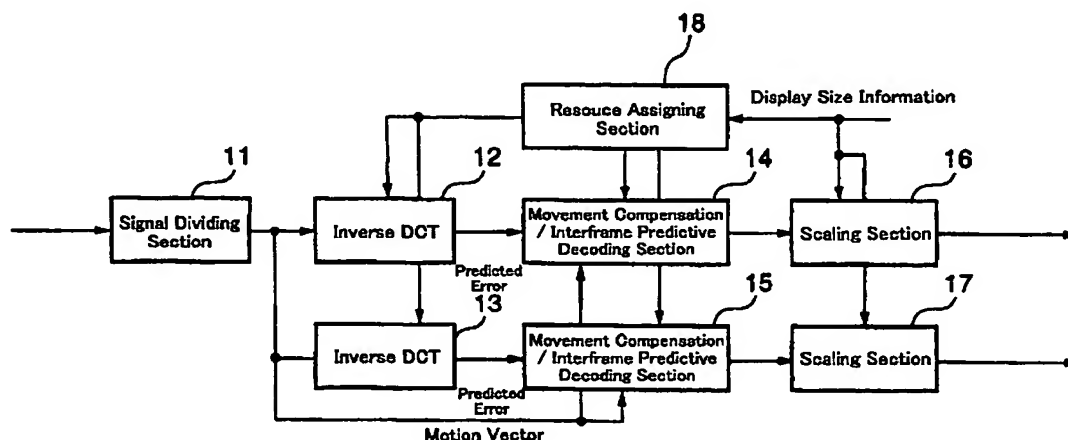 18
Resouce Assigning
Section
Display Size Information
11
12
14
16
Signal Dividing
Section
Inverse DCT
Movement Compensation
/ Interframe Predictive
Decoding Section
Scaling Section
Predicted
Error
13
15
17
Inverse DCT
Movement Compensation
/ Interframe Predictive
Decoding Section
Scaling Section
Predicted
Error
Motion Vector